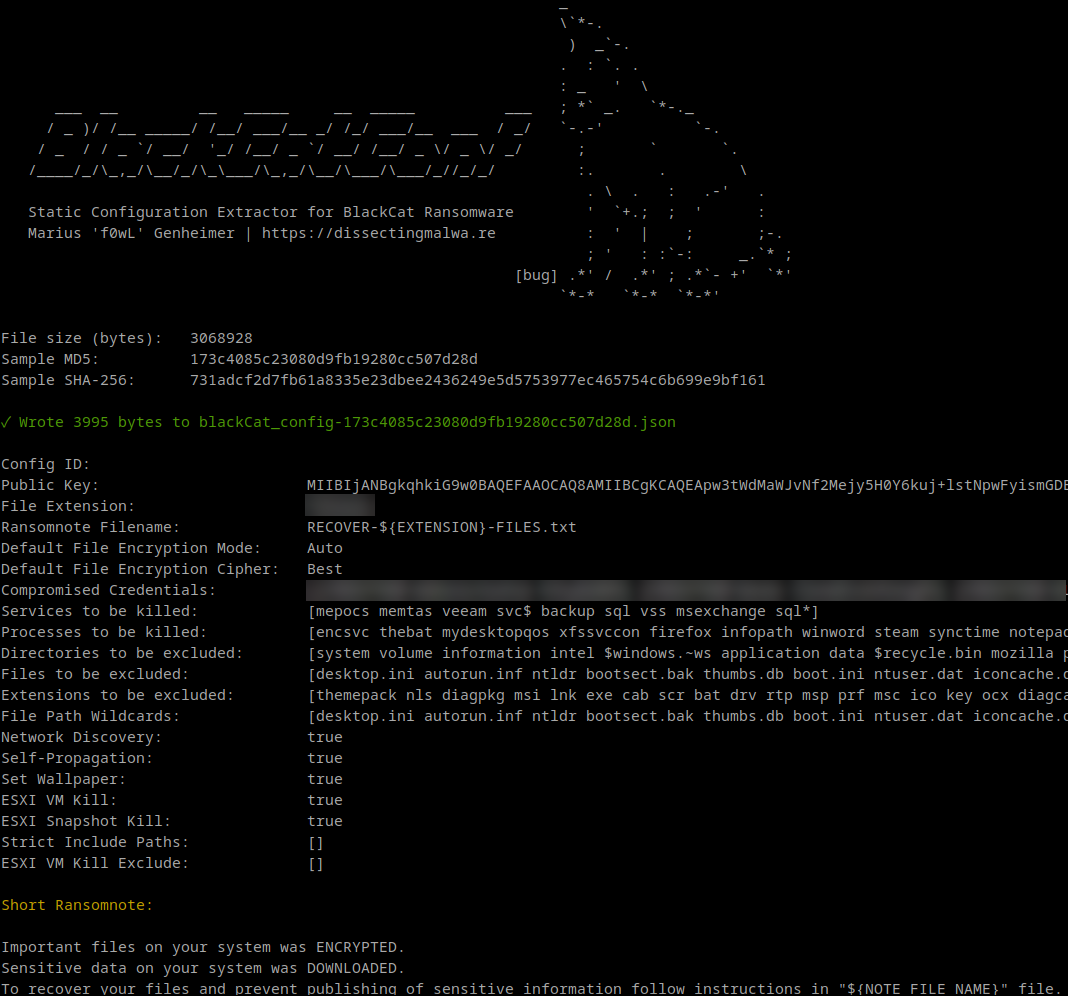 Static Configuration Extractor for BlackCat Ransomware
Marius 'f0wL' Genheimer | https://dissectingmalwa.re
[bug]
File size (bytes): 3068928
Sample MD5: 173c4085c23080d9fb19280cc507d28d
Sample SHA-256: 731adcf2d7fb61a8335e23dbee2436249e5d5753977ec465754c6b699e9bf161
✓ Wrote 3995 bytes to blackCat_config-173c4085c23080d9fb19280cc507d28d.json
Config ID:
Public Key: MIIBIjANBgkqhkiG9w0BAQEFAAOCAQ8AMIIBCgKCAQEApw3tWdMaWJvNf2Mejy5H0Y6kuj+lstNpwFyismGDE
File Extension:
Ransomnote Filename: RECOVER-${EXTENSION}-FILES.txt
Default File Encryption Mode: Auto
Default File Encryption Cipher: Best
Compromised Credentials:
Services to be killed: [mepocs memtas veeam svc$ backup sql vss msexchange sql*]
Processes to be killed: [encsvc thebat mydesktopqos xfssvccon firefox infopath winword steam synctime notepad
Directories to be excluded: [system volume information intel $windows.~ws application data $recycle.bin mozilla p
Files to be excluded: [desktop.ini autorun.inf ntldr bootsect.bak thumbs.db boot.ini ntuser.dat iconcache.d
Extensions to be excluded: [themepack nls diagpkg msi lnk exe cab scr bat drv rtp msp prf msc ico key ocx diagca
File Path Wildcards: [desktop.ini autorun.inf ntldr bootsect.bak thumbs.db boot.ini ntuser.dat iconcache.d
Network Discovery: true
Self-Propagation: true
Set Wallpaper: true
ESXI VM Kill: true
ESXI Snapshot Kill: true
Strict Include Paths: []
ESXI VM Kill Exclude: []
Short Ransomnote:
Important files on your system was ENCRYPTED.
Sensitive data on your system was DOWNLOADED.
To recover your files and prevent publishing of sensitive information follow instructions in "${NOTE_FILE_NAME}" file.